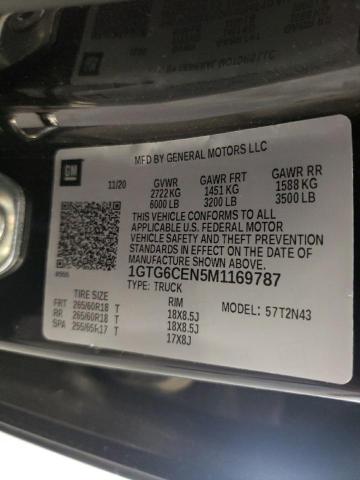 GM
MFD BY GENERAL MOTORS LLC
11/20 GVWR GAWR FRT GAWR RR
2722 KG 1451 KG 1588 KG
6000 LB 3200 LB 3500 LB
THIS VEHICLE CONFORMS TO ALL
APPLICABLE U.S. FEDERAL MOTOR
VEHICLE SAFETY AND THEFT PREVENTION
STANDARDS IN EFFECT ON THE DATE OF
MANUFACTURE SHOWN ABOVE.
1GTG6CEN5M1169787
TYPE: TRUCK
TIRE SIZE RIM MODEL: 57T2N43
FRT 265/60R18 T 18X8.5J
RR 265/60R18 T 18X8.5J
SPA 255/65R17 T 17X8J